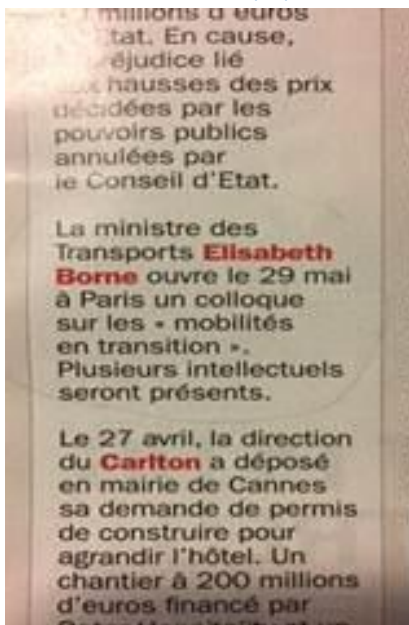 millions d'euros
En cause,
préjudice lié
hausses des prix
décidées par les
pouvoirs publics
annulées par
le Conseil d'Etat.
La ministre des
Transports Elisabeth
Borne ouvre le 29 mai
à Paris un colloque
sur les « mobilités
en transition ».
Plusieurs intellectuels
seront présents.
Le 27 avril, la direction
du Carlton a déposé
en mairie de Cannes
sa demande de permis
de construire pour
agrandir l'hôtel. Un
chantier à 200 millions
d'euros financé par